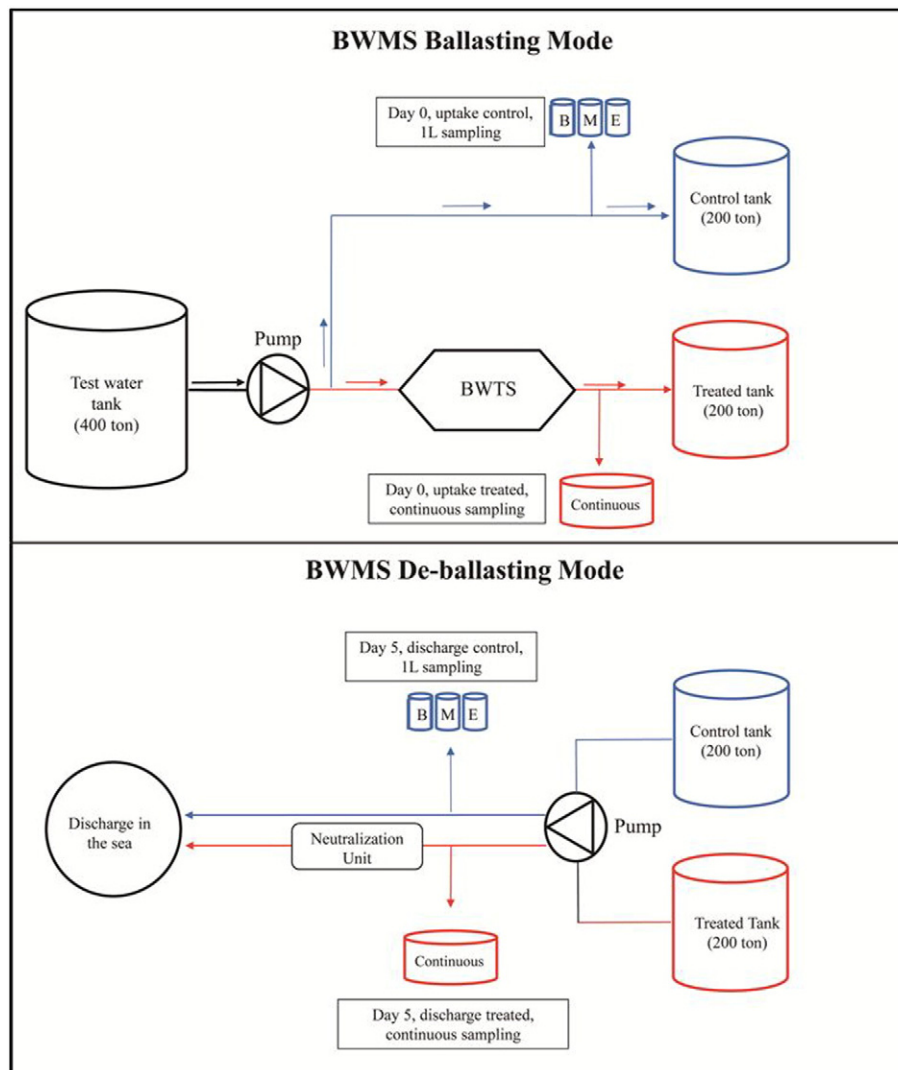 BWMS Ballasting Mode
Day 0, uptake control,
1L sampling
B M E
Control tank
(200 ton)
Pump
Test water
tank
(400 ton)
BWTS
Treated tank
(200 ton)
Day 0, uptake treated,
continuous sampling
Continuous
BWMS De-ballasting Mode
Day 5, discharge control,
1L sampling
B M E
Control tank
(200 ton)
Discharge in
the sea
Neutralization
Unit
Pump
Treated Tank
(200 ton)
Continuous
Day 5, discharge treated,
continuous sampling